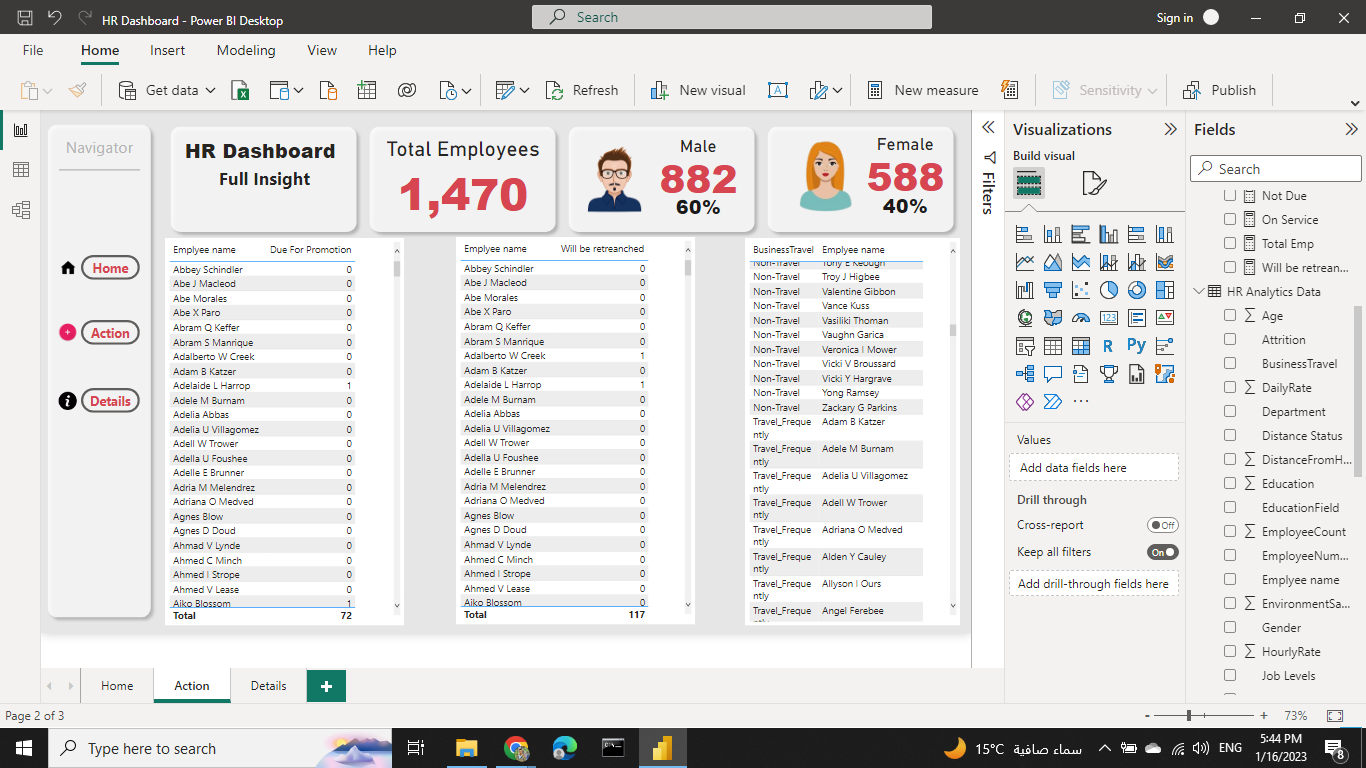 HR Dashboard - Power BI Desktop
Search
Sign in
File Home Insert Modeling View Help
Get data Refresh New visual New measure Sensitivity Publish
Navigator
Home
Action
Details
HR Dashboard
Full Insight
Total Employees
1,470
Male
882
60%
Female
588
40%
Emplyee name Due For Promotion
Abbey Schindler 0
Abe J Macleod 0
Abe Morales 0
Abe X Paro 0
Abram Q Keffer 0
Abram S Manrique 0
Adalberto W Creek 0
Adam B Katzer 0
Adelaide L Harrop 1
Adele M Burnam 0
Adelia Abbas 0
Adelia U Villagomez 0
Adell W Trower 0
Adella U Foushee 0
Adelle E Brunner 0
Adria M Melendrez 0
Adriana O Medved 0
Agnes Blow 0
Agnes D Doud 0
Ahmad V Lynde 0
Ahmed C Minch 0
Ahmed I Strope 0
Ahmed V Lease 0
Aiko Blossom 1
Total 72
Emplyee name Will be retreanched
Abbey Schindler 0
Abe J Macleod 0
Abe Morales 0
Abe X Paro 0
Abram Q Keffer 0
Abram S Manrique 0
Adalberto W Creek 1
Adam B Katzer 0
Adelaide L Harrop 1
Adele M Burnam 0
Adelia Abbas 0
Adelia U Villagomez 0
Adell W Trower 0
Adella U Foushee 0
Adelle E Brunner 0
Adria M Melendrez 0
Adriana O Medved 0
Agnes Blow 0
Agnes D Doud 0
Ahmad V Lynde 0
Ahmed C Minch 0
Ahmed I Strope 0
Ahmed V Lease 0
Aiko Blossom 0
Total 117
BusinessTravel Emplyee name
Non-Travel Tony E Keough
Non-Travel Troy J Higbee
Non-Travel Valentine Gibbon
Non-Travel Vance Kuss
Non-Travel Vasiliki Thoman
Non-Travel Vaughn Garica
Non-Travel Veronica I Mower
Non-Travel Vicki V Broussard
Non-Travel Vicki Y Hargrave
Non-Travel Yong Ramsey
Non-Travel Zackary G Parkins
Travel_Freque Adam B Katzer
ntly
Travel_Freque Adele M Burnam
ntly
Travel_Freque Adelia U Villagomez
ntly
Travel_Freque Adell W Trower
ntly
Travel_Freque Adriana O Medved
ntly
Travel_Freque Alden Y Cauley
ntly
Travel_Freque Allyson I Ours
ntly
Travel_Freque Angel Ferebee
Filters
Visualizations
Build visual
123
R Py
Values
Add data fields here
Drill through
Cross-report Off
Keep all filters On
Add drill-through fields here
Fields
Search
Not Due
On Service
Total Emp
Will be retrean...
HR Analytics Data
Age
Attrition
BusinessTravel
DailyRate
Department
Distance Status
DistanceFromH...
Education
EducationField
EmployeeCount
EmployeeNum...
Emplyee name
EnvironmentSa...
Gender
HourlyRate
Job Levels
Home Action Details
Page 2 of 3
73%
Type here to search
15°C سماء صافية
ENG
5:44 PM
1/16/2023
8